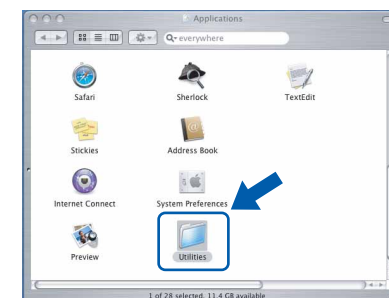 Applications
everywhere
Safari
Sherlock
TextEdit
Stickies
Address Book
Internet Connect
System Preferences
Preview
Utilities
1 of 28 selected, 11.4 GB available